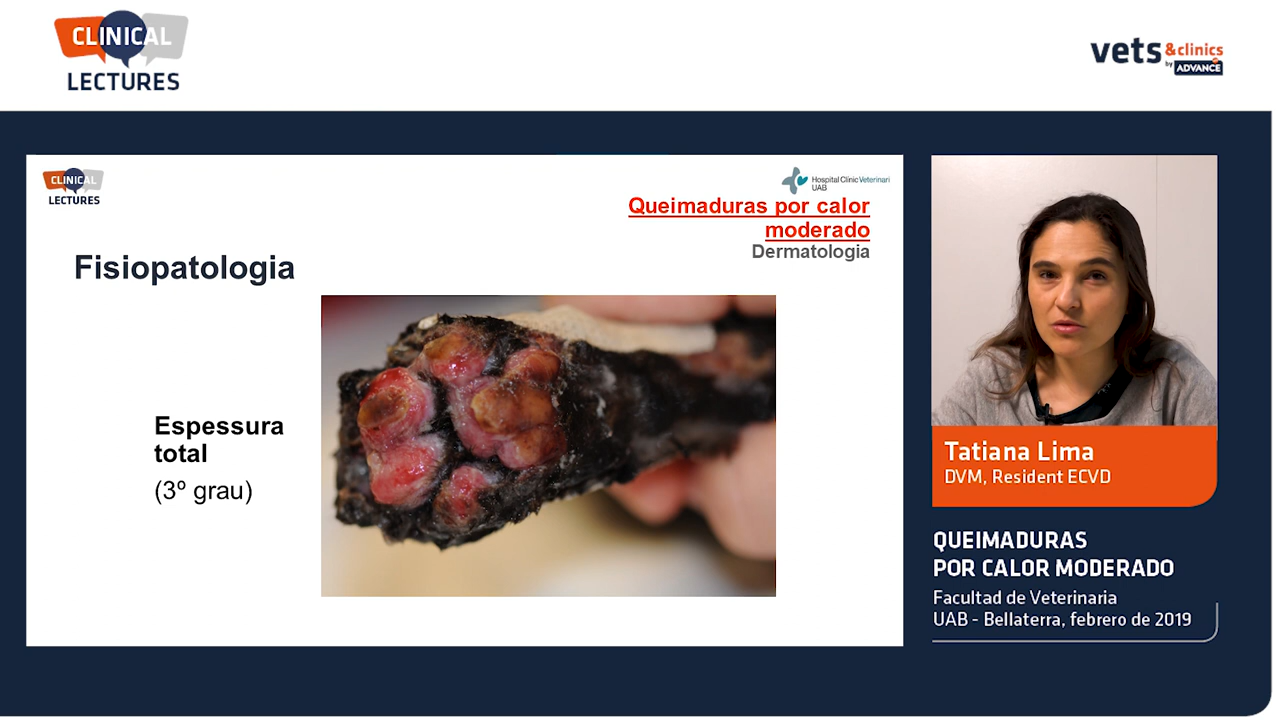 CLINICAL
LECTURES
vets &clinics
by ADVANCE
CLINICAL
LECTURES
Hospital Clínic Veterinari
UAB
Queimaduras por calor
moderado
Dermatologia
Fisiopatologia
Espessura
total
(3º grau)
Tatiana Lima
DVM, Resident ECVD
QUEIMADURAS
POR CALOR MODERADO
Facultad de Veterinaria
UAB - Bellaterra, febrero de 2019